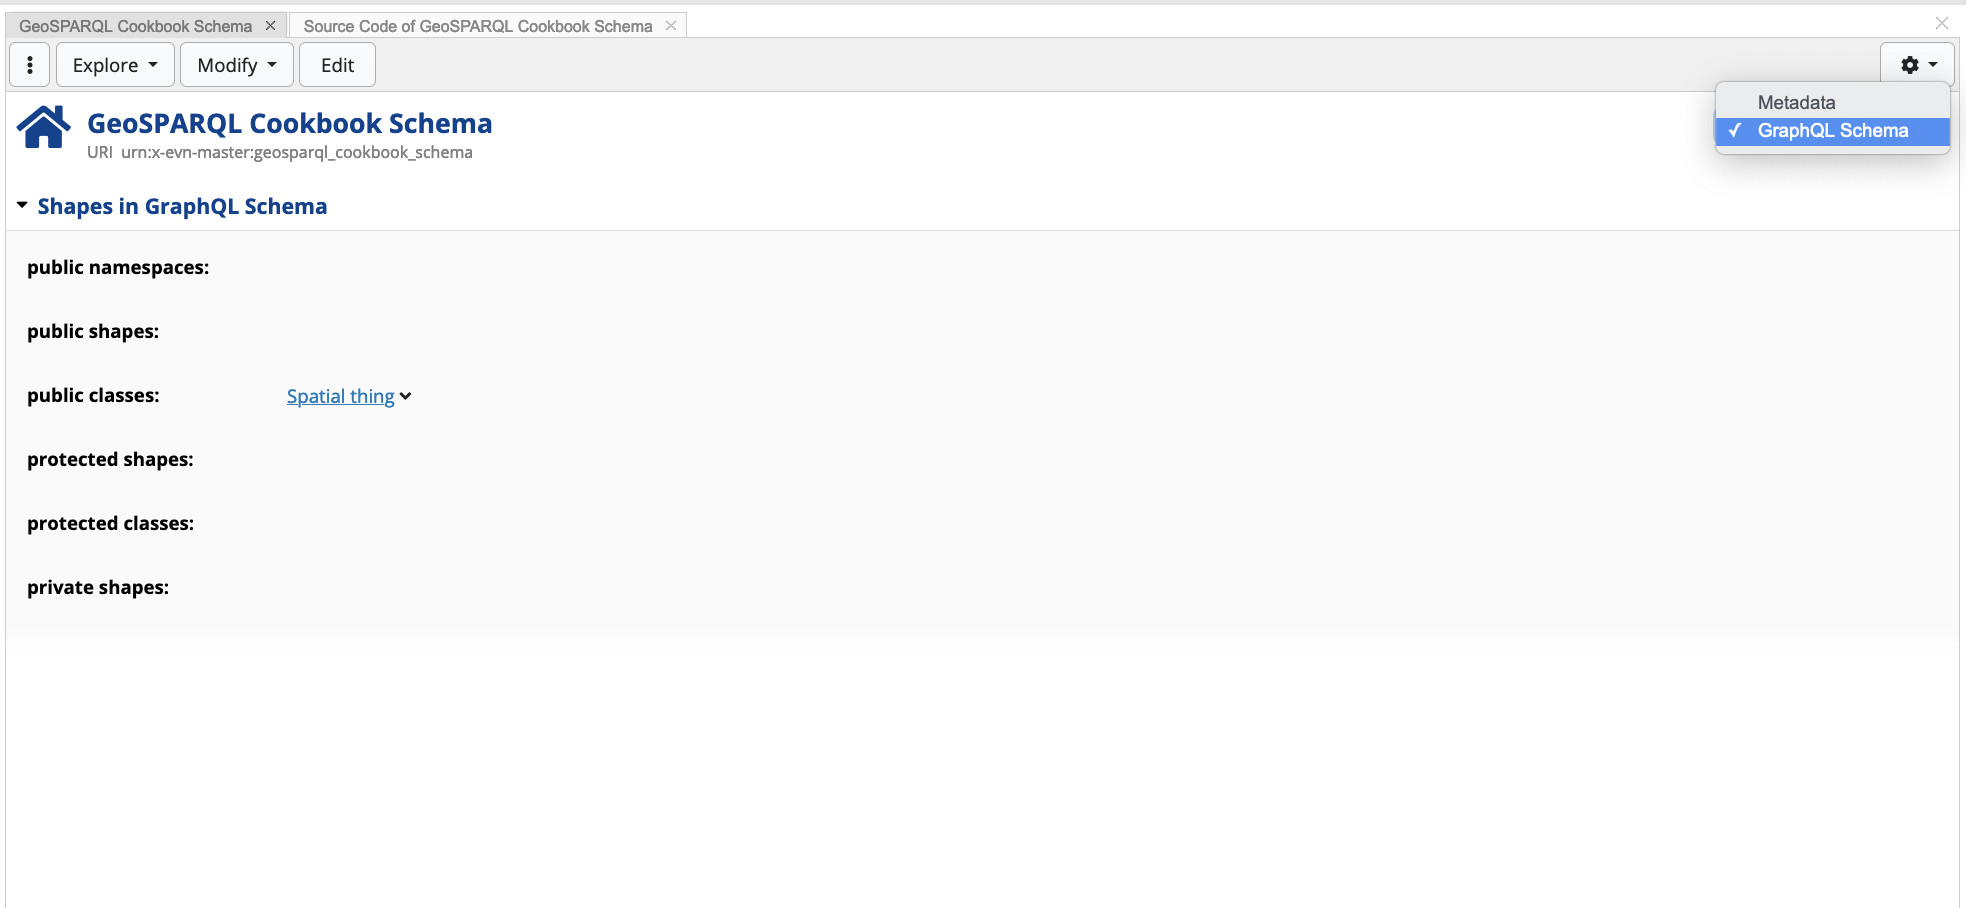 GeoSPARQL Cookbook Schema
Source Code of GeoSPARQL Cookbook Schema
Explore Modify Edit
Metadata
✓ GraphQL Schema
GeoSPARQL Cookbook Schema
URI urn:x-evn-master:geosparql_cookbook_schema
Shapes in GraphQL Schema
public namespaces:
public shapes:
public classes: Spatial thing
protected shapes:
protected classes:
private shapes: